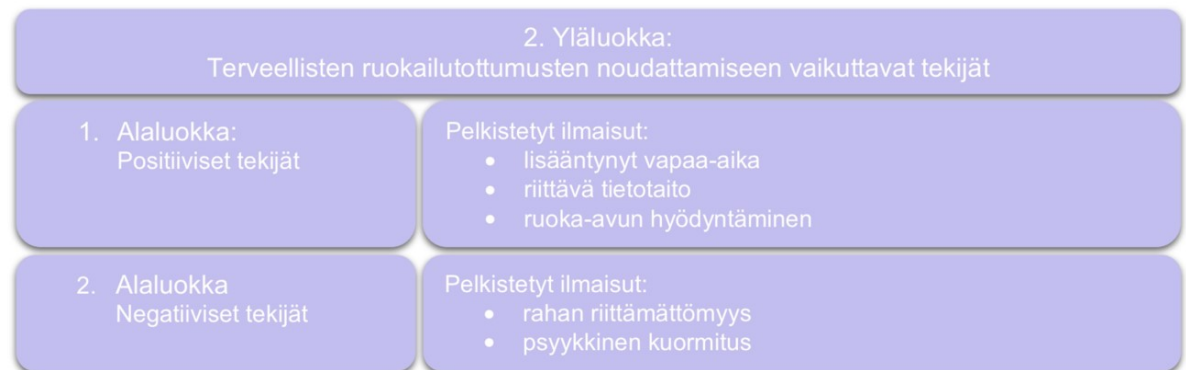 2. Yläluokka:
Terveellisten ruokailutottumusten noudattamiseen vaikuttavat tekijät
1. Alaluokka:
Positiiviset tekijät
Pelkistetyt ilmaisut:
• lisääntynyt vapaa-aika
• riittävä tietotaito
• ruoka-avun hyödyntäminen
2. Alaluokka
Negatiiviset tekijät
Pelkistetyt ilmaisut:
• rahan riittämättömyys
• psyykkinen kuormitus